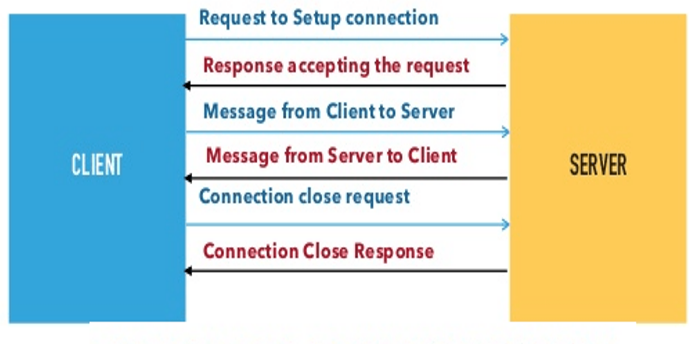 Request to Setup connection
Response accepting the request
Message from Client to Server
Message from Server to Client
CLIENT
SERVER
Connection close request
Connection Close Response